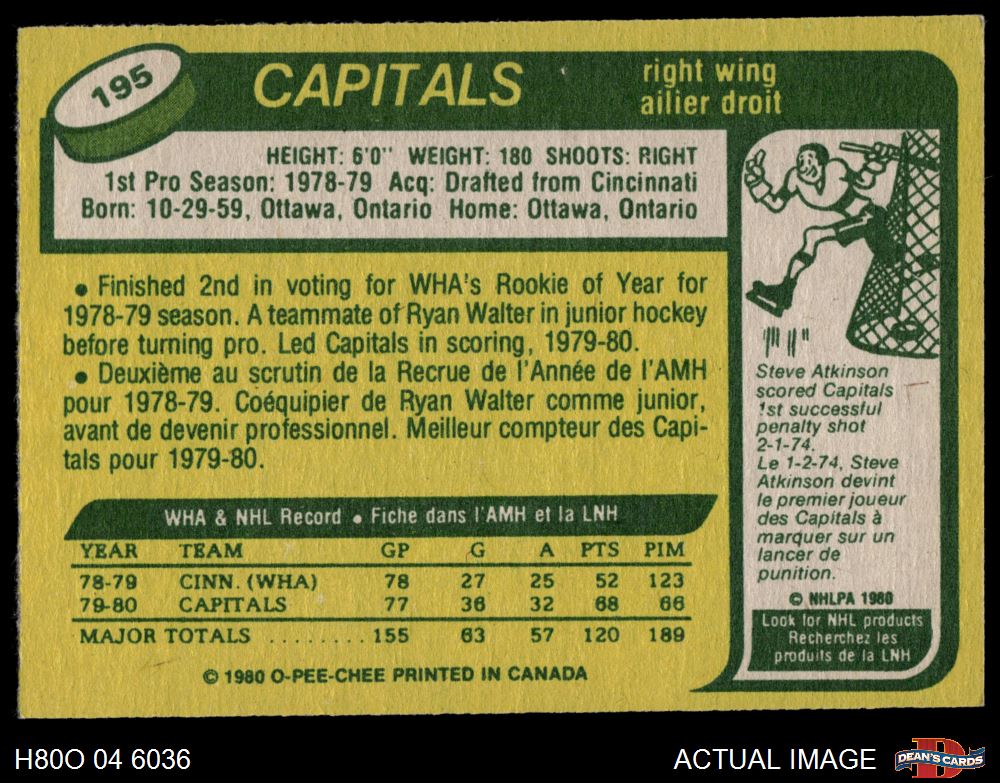 195
CAPITALS
right wing
ailier droit
HEIGHT: 6'0" WEIGHT: 180 SHOOTS: RIGHT
1st Pro Season: 1978-79 Acq: Drafted from Cincinnati
Born: 10-29-59, Ottawa, Ontario Home: Ottawa, Ontario
• Finished 2nd in voting for WHA's Rookie of Year for
1978-79 season. A teammate of Ryan Walter in junior hockey
before turning pro. Led Capitals in scoring, 1979-80.
• Deuxième au scrutin de la Recrue de l'Année de l'AMH
pour 1978-79. Coéquipier de Ryan Walter comme junior,
avant de devenir professionnel. Meilleur compteur des Capi-
tals pour 1979-80.
WHA & NHL Record • Fiche dans l'AMH et la LNH
YEAR TEAM GP G A PTS PIM
78-79 CINN. (WHA) 78 27 25 52 123
79-80 CAPITALS 77 36 32 68 66
MAJOR TOTALS ........ 155 63 57 120 189
© 1980 O-PEE-CHEE PRINTED IN CANADA
Steve Atkinson
scored Capitals
1st successful
penalty shot
2-1-74.
Le 1-2-74, Steve
Atkinson devint
le premier joueur
des Capitals à
marquer sur un
lancer de
punition.
© NHLPA 1980
Look for NHL products
Recherchez les
produits de la LNH
H80O 04 6036
ACTUAL IMAGE
D
DEAN'S CARDS